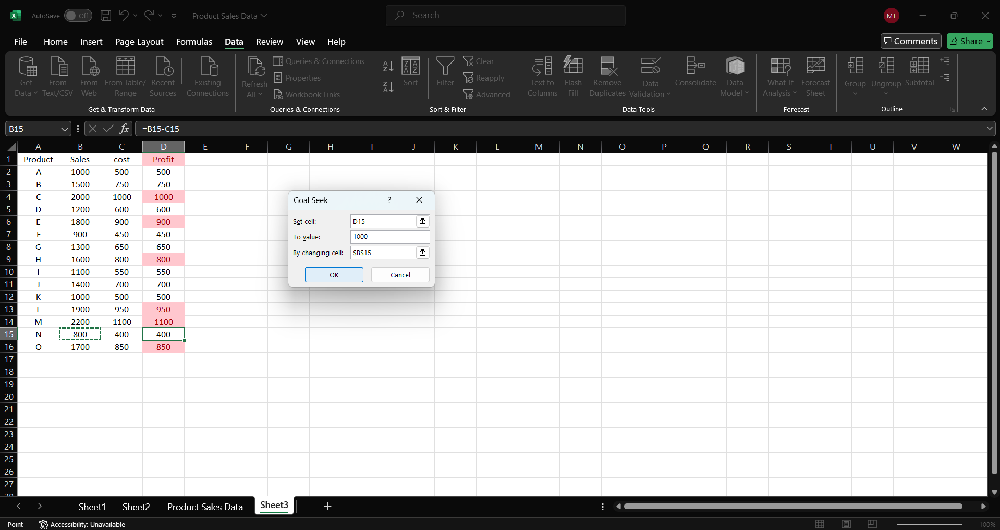 AutoSave Off Product Sales Data Search MT
File Home Insert Page Layout Formulas Data Review View Help Comments Share
Get Data From Text/CSV From Web From Table/ Range Recent Sources Existing Connections
Get & Transform Data
Refresh All Queries & Connections Properties Workbook Links
Queries & Connections
Sort Filter Clear Reapply Advanced
Sort & Filter
Text to Columns Flash Fill Remove Duplicates Data Validation Consolidate Data Model
Data Tools
What-If Analysis Forecast Sheet
Forecast
Group Ungroup Subtotal
Outline
B15 fx =B15-C15
A B C D E F G H I J K L M N O P Q R S T U V W
1 Product Sales cost Profit
2 A 1000 500 500
3 B 1500 750 750
4 C 2000 1000 1000
5 D 1200 600 600
6 E 1800 900 900
7 F 900 450 450
8 G 1300 650 650
9 H 1600 800 800
10 I 1100 550 550
11 J 1400 700 700
12 K 1000 500 500
13 L 1900 950 950
14 M 2200 1100 1100
15 N 800 400 400
16 O 1700 850 850
17
18
19
20
21
22
23
24
25
26
27
28
Goal Seek ?
Set cell: D15
To value: 1000
By changing cell: $B$15
OK Cancel
Sheet1 Sheet2 Product Sales Data Sheet3
Point Accessibility: Unavailable 100%